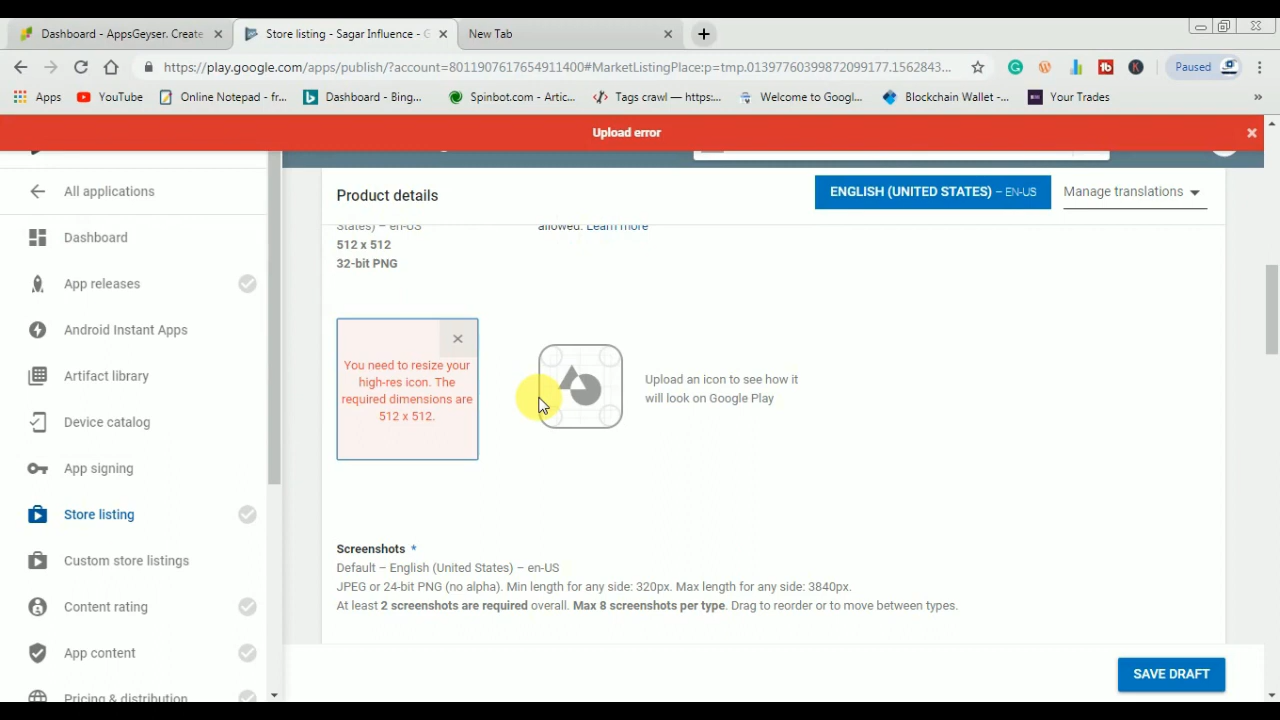 Dashboard - AppsGeyser. Create
Store listing - Sagar Influence - G
New Tab
https://play.google.com/apps/publish/?account=8011907617654911400#MarketListingPlace:p=tmp.01397760399872099177.1562843...
Paused
Apps
YouTube
Online Notepad - fr...
Dashboard - Bing...
Spinbot.com - Artic...
Tags crawl — https:...
Welcome to Googl...
Blockchain Wallet -...
Your Trades
»
Upload error
All applications
Dashboard
App releases
Android Instant Apps
Artifact library
Device catalog
App signing
Store listing
Custom store listings
Content rating
App content
Pricing & distribution
Product details
ENGLISH (UNITED STATES) – EN-US
Manage translations
States) – en-US
allowed. Learn more
512 x 512
32-bit PNG
You need to resize your
high-res icon. The
required dimensions are
512 x 512.
Upload an icon to see how it
will look on Google Play
Screenshots *
Default – English (United States) – en-US
JPEG or 24-bit PNG (no alpha). Min length for any side: 320px. Max length for any side: 3840px.
At least 2 screenshots are required overall. Max 8 screenshots per type. Drag to reorder or to move between types.
SAVE DRAFT